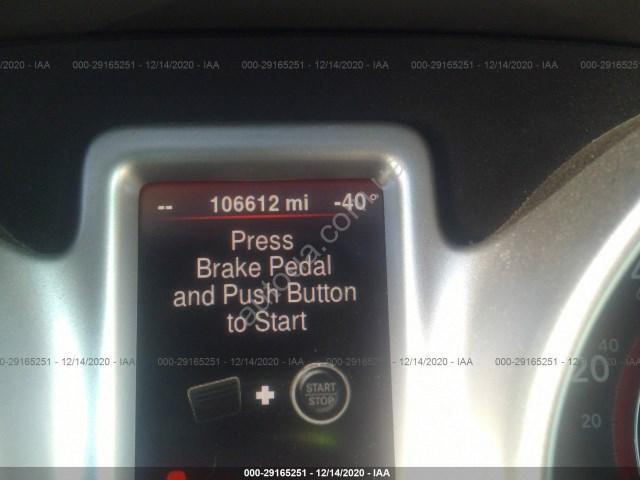 /2020 - IAA 000-29165251 - 12/14/2020 - IAA 000-29165251 - 12/14/2020 - IAA 000-29165251
-- 106612 mi -40°
Press
Brake Pedal
and Push Button
to Start
START
STOP
40
20
20
000-29165251 - 12/14/2020 - IAA 000-29165251 - 12/14/2020 - IAA 000-29165251 - 12/14/2020 - IAA 000-29165251 - 12/14/2020
000-29165251 - 12/14/2020 - IAA